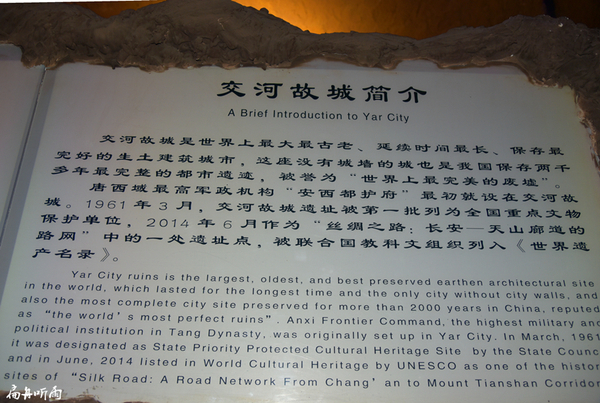 交河故城简介
A Brief Introduction to Yar City
交河故城是世界上最大最古老、延续时间最长、保存最
完好的生土建筑城市，这座没有城墙的城也是我国保存两千
多年最完整的都市遗迹，被誉为“世界上最完美的废墟”。
唐西域最高军政机构“安西都护府”最初就设在交河故
城。1961年3月，交河故城遗址被第一批列为全国重点文物
保护单位，2014年6月作为“丝绸之路：长安—天山廊道的
路网”中的一处遗址点，被联合国教科文组织列入《世界遗
产名录》。
Yar City ruins is the largest, oldest, and best preserved earthen architectural site
in the world, which lasted for the longest time and the only city without city walls, and
also the most complete city site preserved for more than 2000 years in China, reputed
as “the world's most perfect ruins”. Anxi Frontier Command, the highest military and
political institution in Tang Dynasty, was originally set up in Yar City. In March, 1961
it was designated as State Priority Protected Cultural Heritage Site by the State Counc
and in June, 2014 listed in World Cultural Heritage by UNESCO as one of the histor
sites of “Silk Road: A Road Network From Chang'an to Mount Tianshan Corridor
扁舟听雨